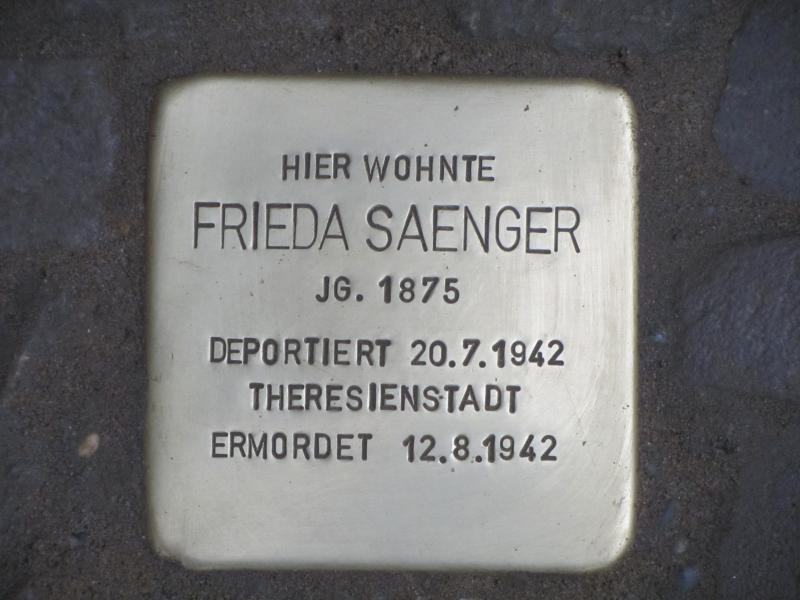 HIER WOHNTE
FRIEDA SAENGER
JG. 1875
DEPORTIERT 20.7.1942
THERESIENSTADT
ERMORDET 12.8.1942